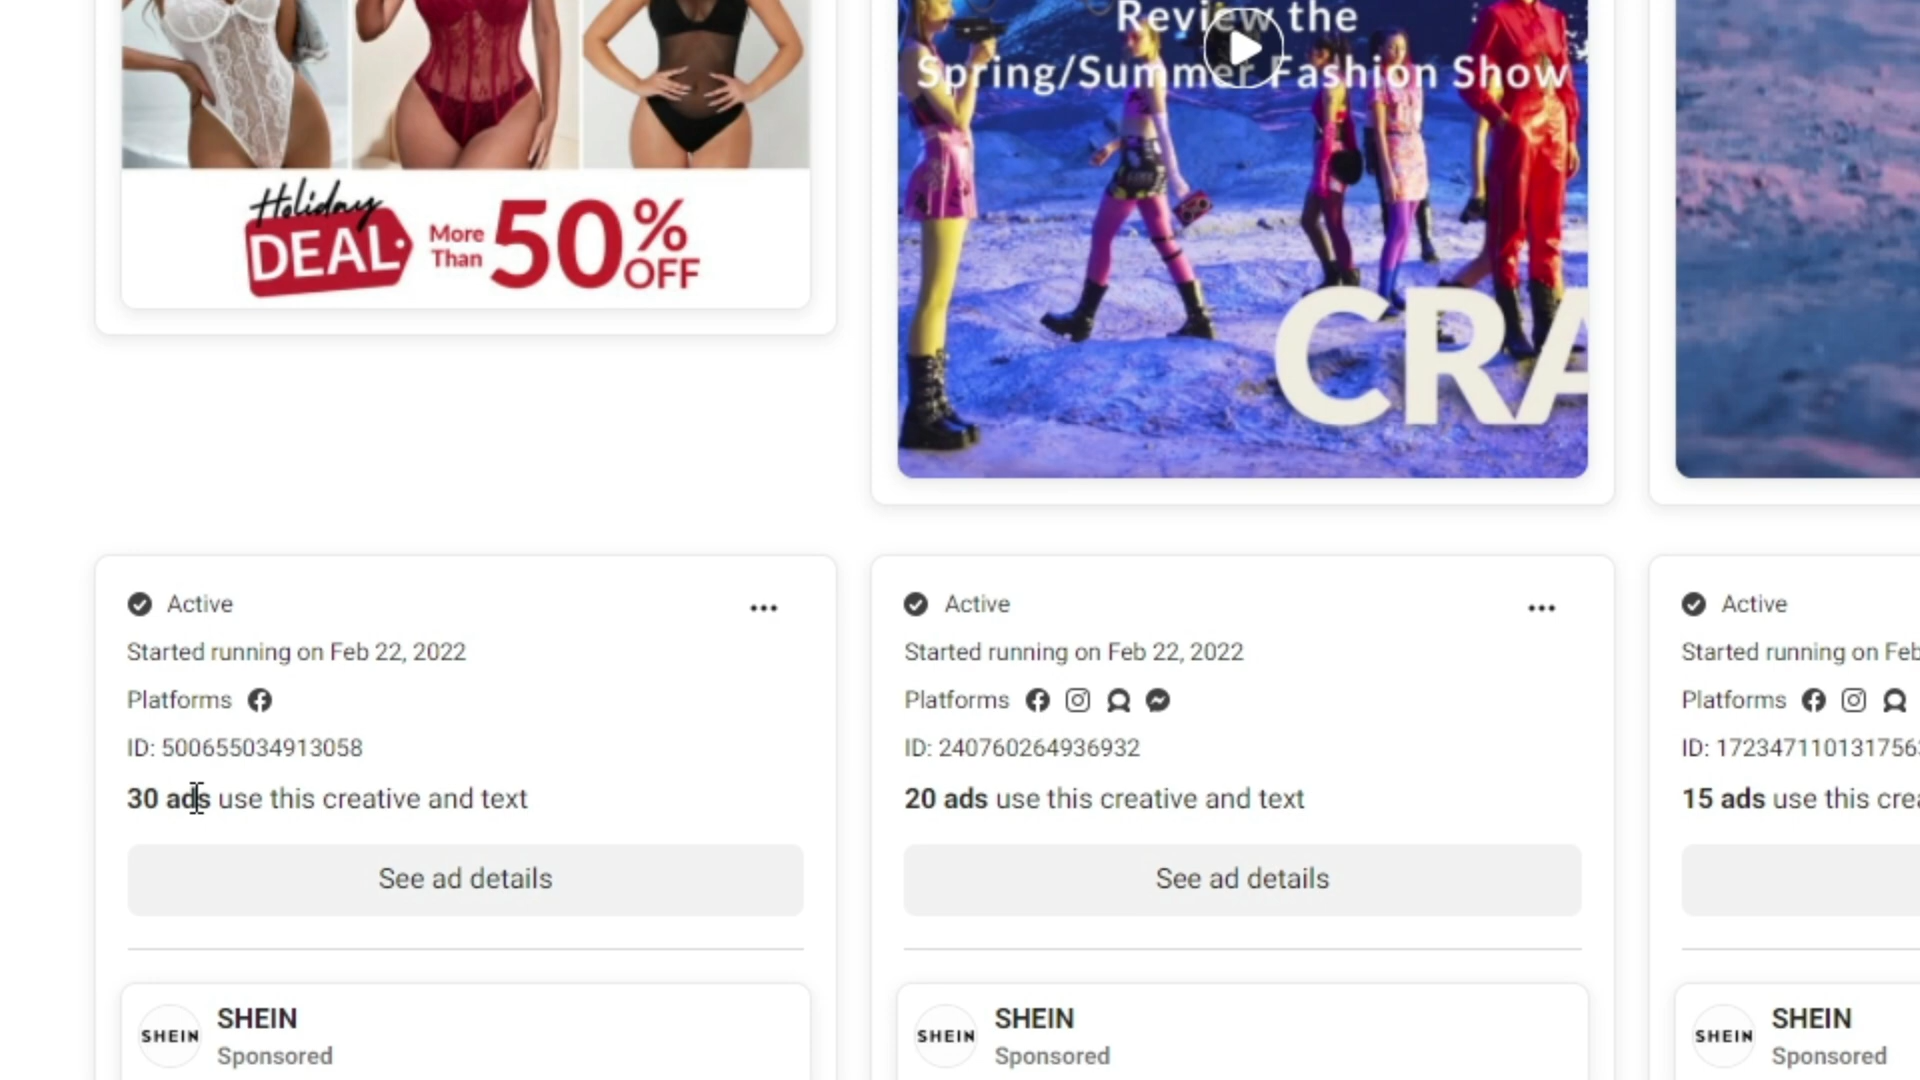 Holiday
DEAL
More
Than
50%
OFF
Review the
Spring/Summer Fashion Show
CRA
Active
Started running on Feb 22, 2022
Platforms
ID: 500655034913058
30 ads use this creative and text
See ad details
SHEIN
SHEIN
Sponsored
Active
Started running on Feb 22, 2022
Platforms
ID: 240760264936932
20 ads use this creative and text
See ad details
SHEIN
SHEIN
Sponsored
Active
Started running on Feb
Platforms
ID: 172347110131756
15 ads use this crea
SHEIN
SHEIN
Sponsored